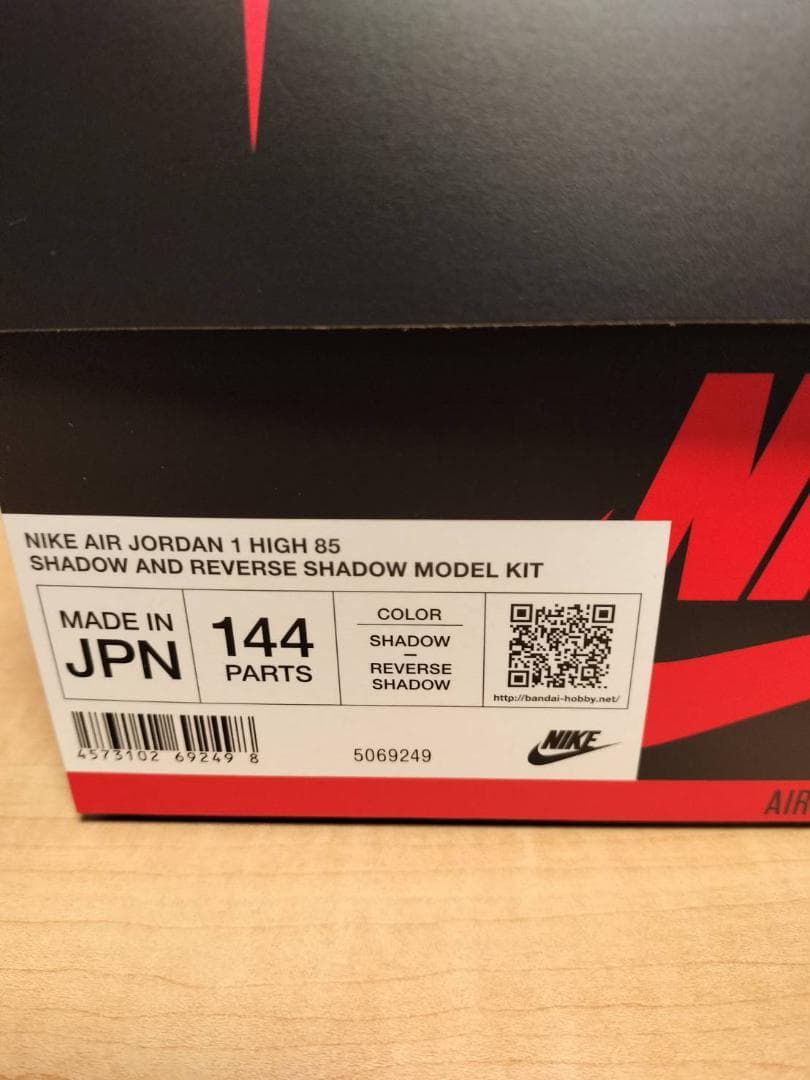 NIKE AIR JORDAN 1 HIGH 85
SHADOW AND REVERSE SHADOW MODEL KIT
MADE IN
JPN
144
PARTS
COLOR
SHADOW
–
REVERSE
SHADOW
http://bandai-hobby.net/
4573102 69249 8
5069249
NIKE
AIR